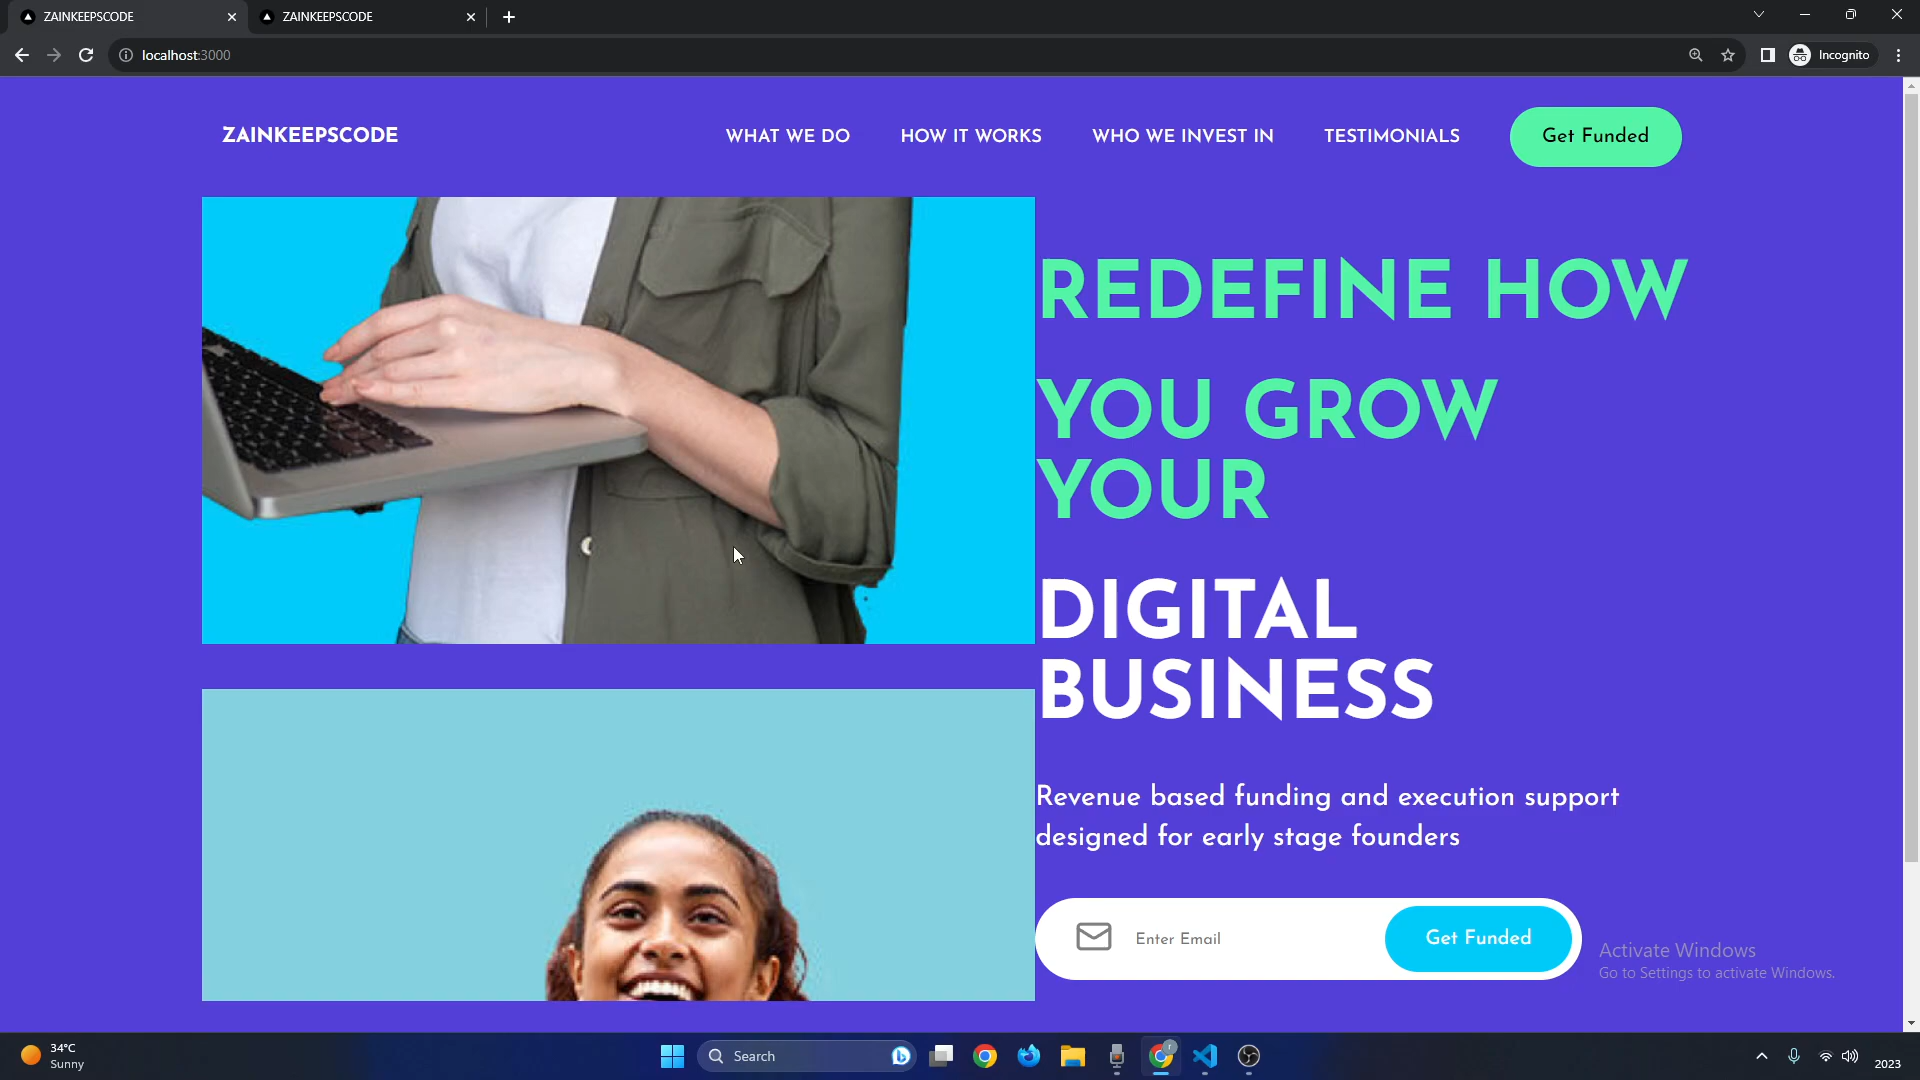 ZAINKEEPSCODE
ZAINKEEPSCODE
localhost:3000
Incognito
ZAINKEEPSCODE
WHAT WE DO
HOW IT WORKS
WHO WE INVEST IN
TESTIMONIALS
Get Funded
REDEFINE HOW
YOU GROW
YOUR
DIGITAL
BUSINESS
Revenue based funding and execution support
designed for early stage founders
Enter Email
Get Funded
Activate Windows
Go to Settings to activate Windows.
34°C
Sunny
Search
2023